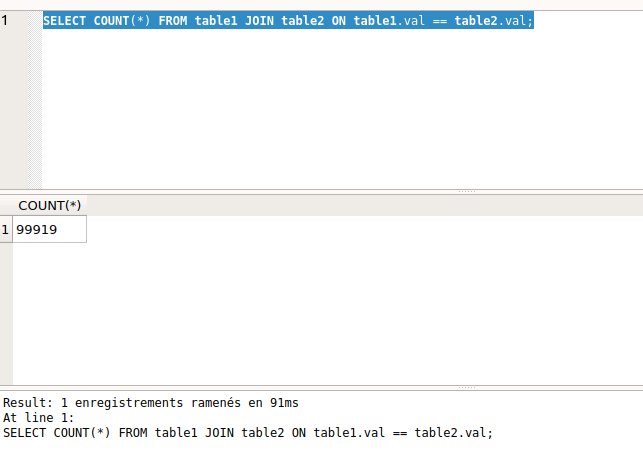 1 SELECT COUNT(*) FROM table1 JOIN table2 ON table1.val == table2.val;
COUNT(*)
1 99919
Result: 1 enregistrements ramenés en 91ms
At line 1:
SELECT COUNT(*) FROM table1 JOIN table2 ON table1.val == table2.val;